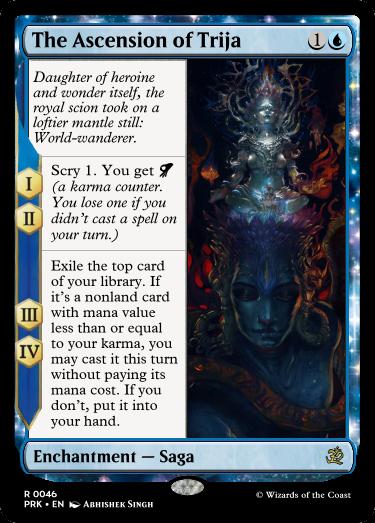 The Ascension of Trija 1
Daughter of heroine
and wonder itself, the
royal scion took on a
loftier mantle still:
World-wanderer.
I
II
Scry 1. You get
(a karma counter.
You lose one if you
didn't cast a spell on
your turn.)
III
IV
Exile the top card
of your library. If
it's a nonland card
with mana value
less than or equal
to your karma, you
may cast it this turn
without paying its
mana cost. If you
don't, put it into
your hand.
Enchantment — Saga
R 0046
PRK • EN Abhishek Singh
© Wizards of the Coast